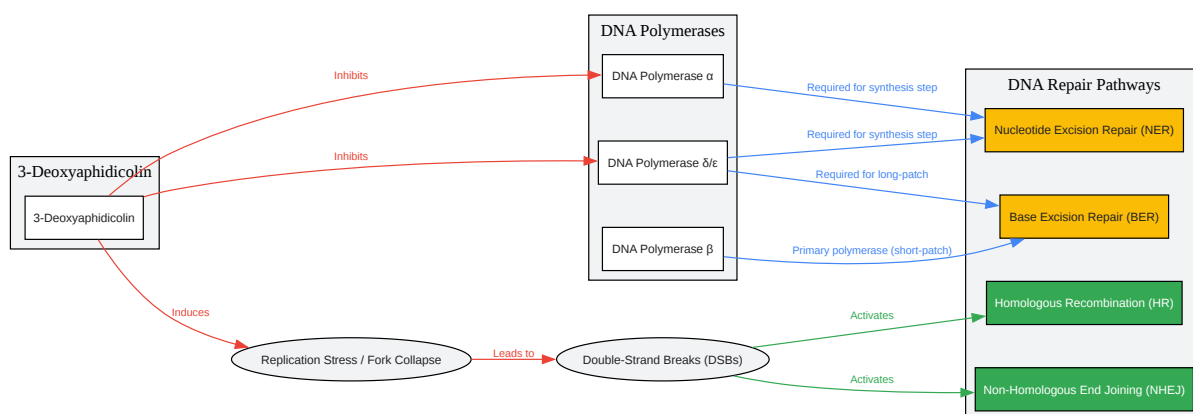 DNA Polymerases
DNA Polymerase α
Inhibits
Required for synthesis step
DNA Repair Pathways
Nucleotide Excision Repair (NER)
Required for synthesis step
Inhibits
DNA Polymerase δ/ε
3-Deoxyaphidicolin
Required for long-patch
3-Deoxyaphidicolin
Base Excision Repair (BER)
DNA Polymerase β
Primary polymerase (short-patch)
Homologous Recombination (HR)
Induces
Activates
Replication Stress / Fork Collapse
Leads to
Double-Strand Breaks (DSBs)
Activates
Non-Homologous End Joining (NHEJ)